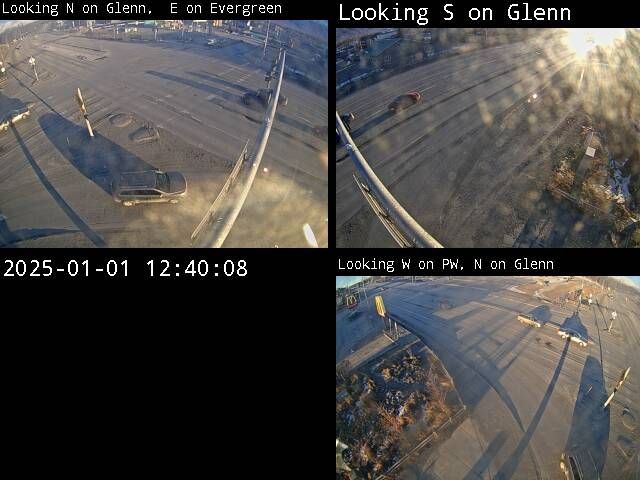 Looking N on Glenn,  E on Evergreen
Looking S on Glenn
2025-01-01 12:40:08
Looking W on PW, N on Glenn